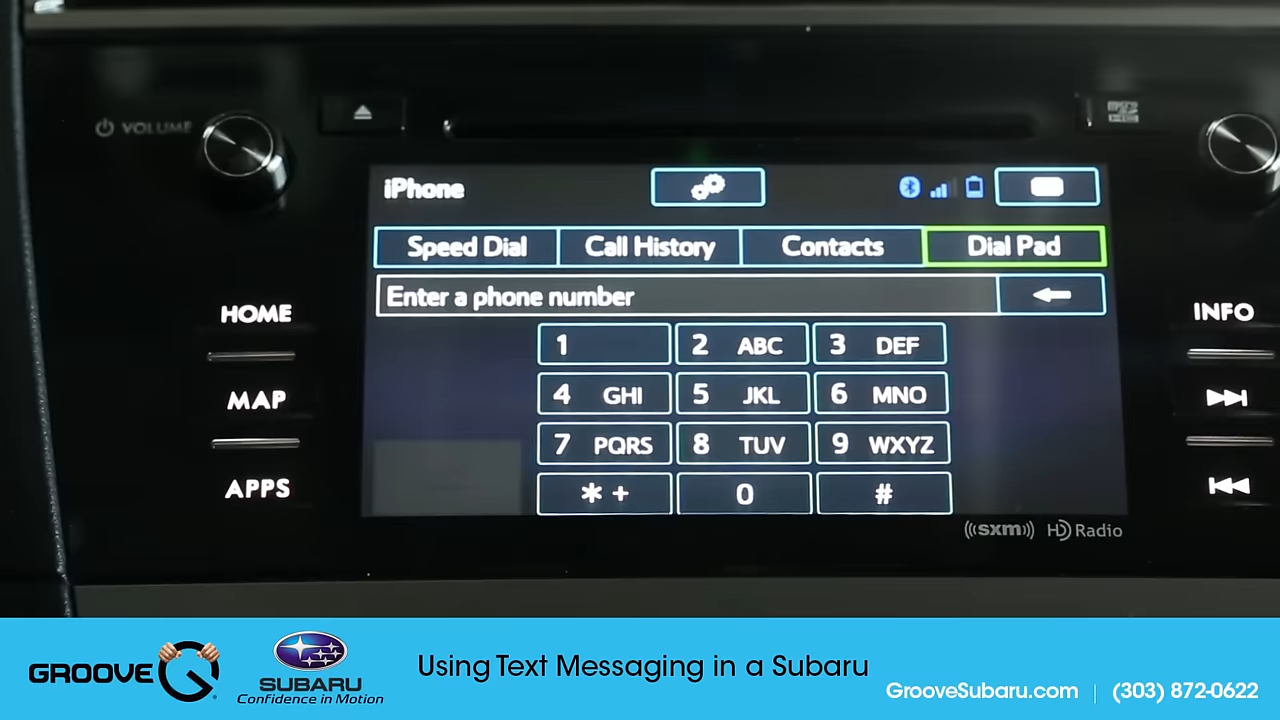 VOLUME
iPhone
Speed Dial Call History Contacts Dial Pad
Enter a phone number
1 2 ABC 3 DEF
4 GHI 5 JKL 6 MNO
7 PQRS 8 TUV 9 WXYZ
* + 0 #
HOME
MAP
APPS
INFO
((sxm)) HD Radio
GROOVE
SUBARU
Confidence in Motion
Using Text Messaging in a Subaru
GrooveSubaru.com | (303) 872-0622